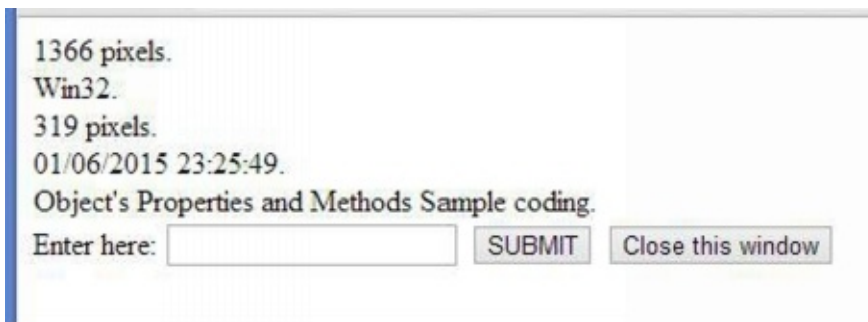 1366 pixels.
Win32.
319 pixels.
01/06/2015 23:25:49.
Object's Properties and Methods Sample coding.
Enter here: SUBMIT Close this window